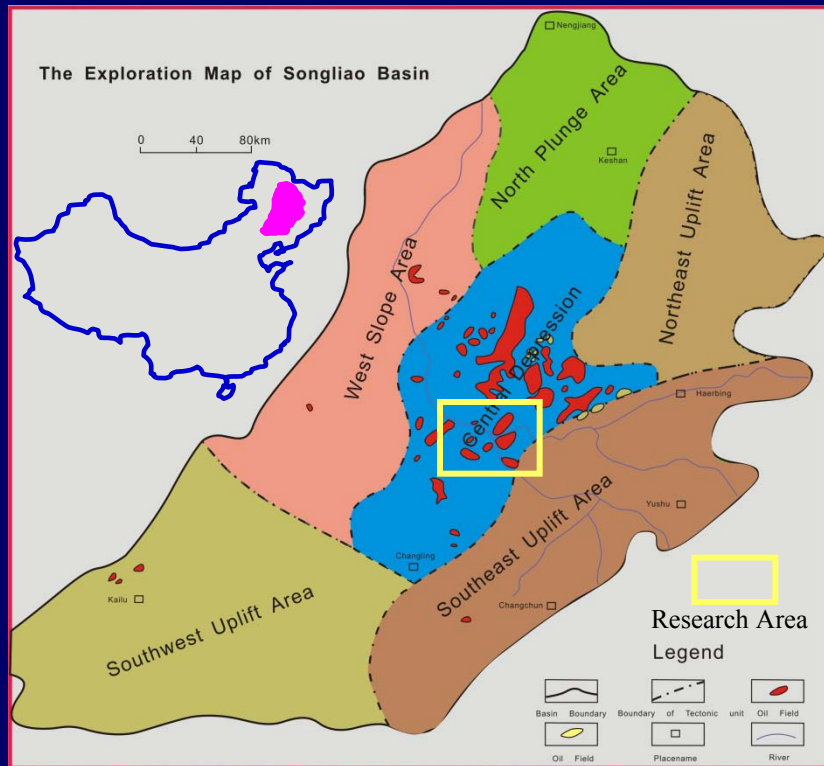 The Exploration Map of Songliao Basin
0 40 80km
Nengjiang
North Plunge Area
Keshan
Northeast Uplift Area
West Slope Area
Central Depression
Haerbing
Yushu
Southeast Uplift Area
Changling
Kailu
Southwest Uplift Area
Changchun
Research Area
Legend
Basin Boundary Boundary of Tectonic unit Oil Field
Oil Field Placename River